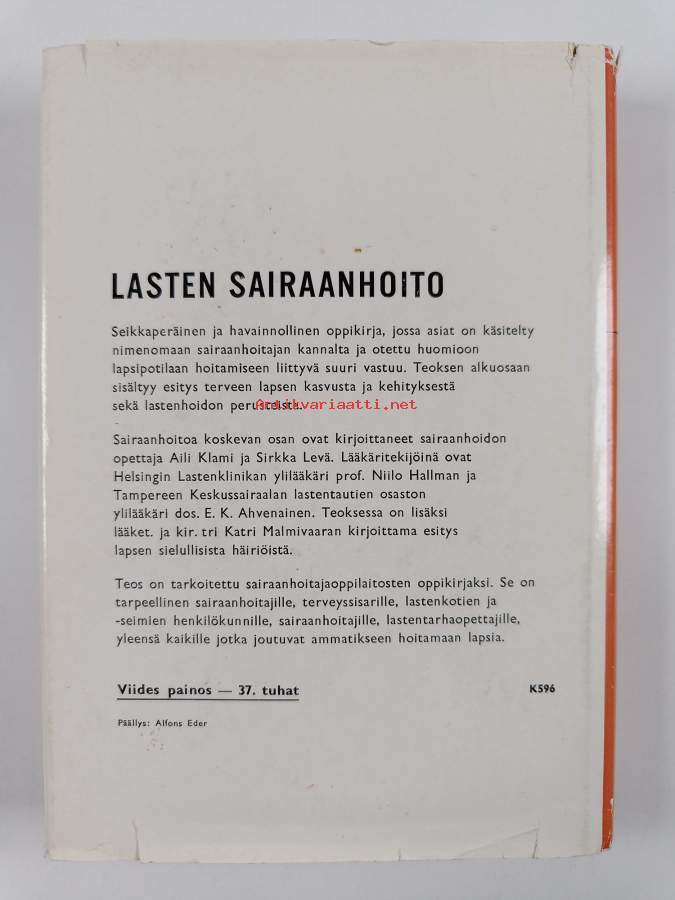 LASTEN SAIRAANHOITO
Seikkaperäinen ja havainnollinen oppikirja, jossa asiat on käsitelty
nimenomaan sairaanhoitajan kannalta ja otettu huomioon
lapsipotilaan hoitamiseen liittyvä suuri vastuu. Teoksen alkuosaan
sisältyy esitys terveen lapsen kasvusta ja kehityksestä
sekä lastenhoidon perusteista.
Antikvariaatti.net
Sairaanhoitoa koskevan osan ovat kirjoittaneet sairaanhoidon
opettaja Aili Klami ja Sirkka Levä. Lääkäritekijöinä ovat
Helsingin Lastenklinikan ylilääkäri prof. Niilo Hallman ja
Tampereen Keskussairaalan lastentautien osaston
ylilääkäri dos. E. K. Ahvenainen. Teoksessa on lisäksi
lääket. ja kir. tri Katri Malmivaaran kirjoittama esitys
lapsen sielullisista häiriöistä.
Teos on tarkoitettu sairaanhoitajaoppilaitosten oppikirjaksi. Se on
tarpeellinen sairaanhoitajille, terveyssisarille, lastenkotien ja
-seimien henkilökunnille, sairaanhoitajille, lastentarhaopettajille,
yleensä kaikille jotka joutuvat ammatikseen hoitamaan lapsia.
Viides painos — 37. tuhat
K596
Päällys: Alfons Eder